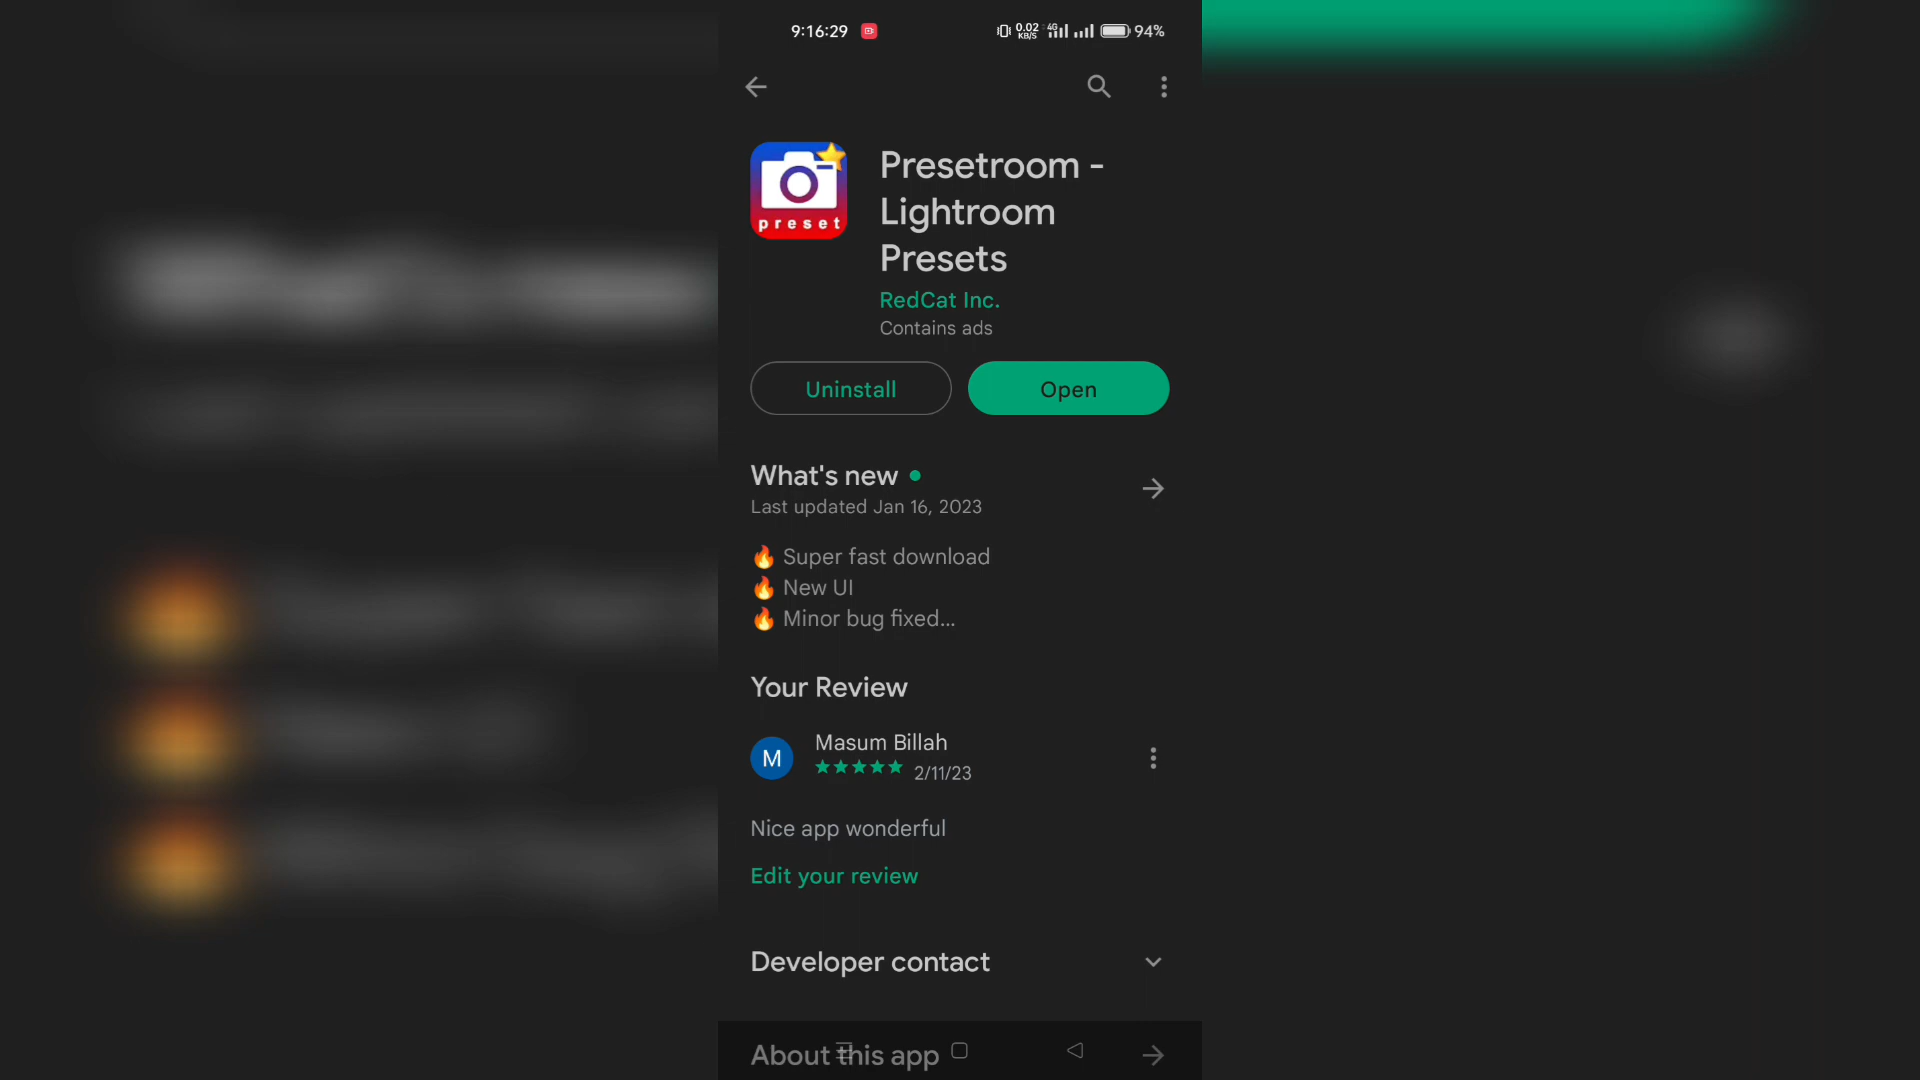 9:16:29
0.02 KB/S 4G 94%
preset
Presetroom -
Lightroom
Presets
RedCat Inc.
Contains ads
Uninstall
Open
What's new
Last updated Jan 16, 2023
🔥 Super fast download
🔥 New UI
🔥 Minor bug fixed...
Your Review
M
Masum Billah
2/11/23
Nice app wonderful
Edit your review
Developer contact
About this app